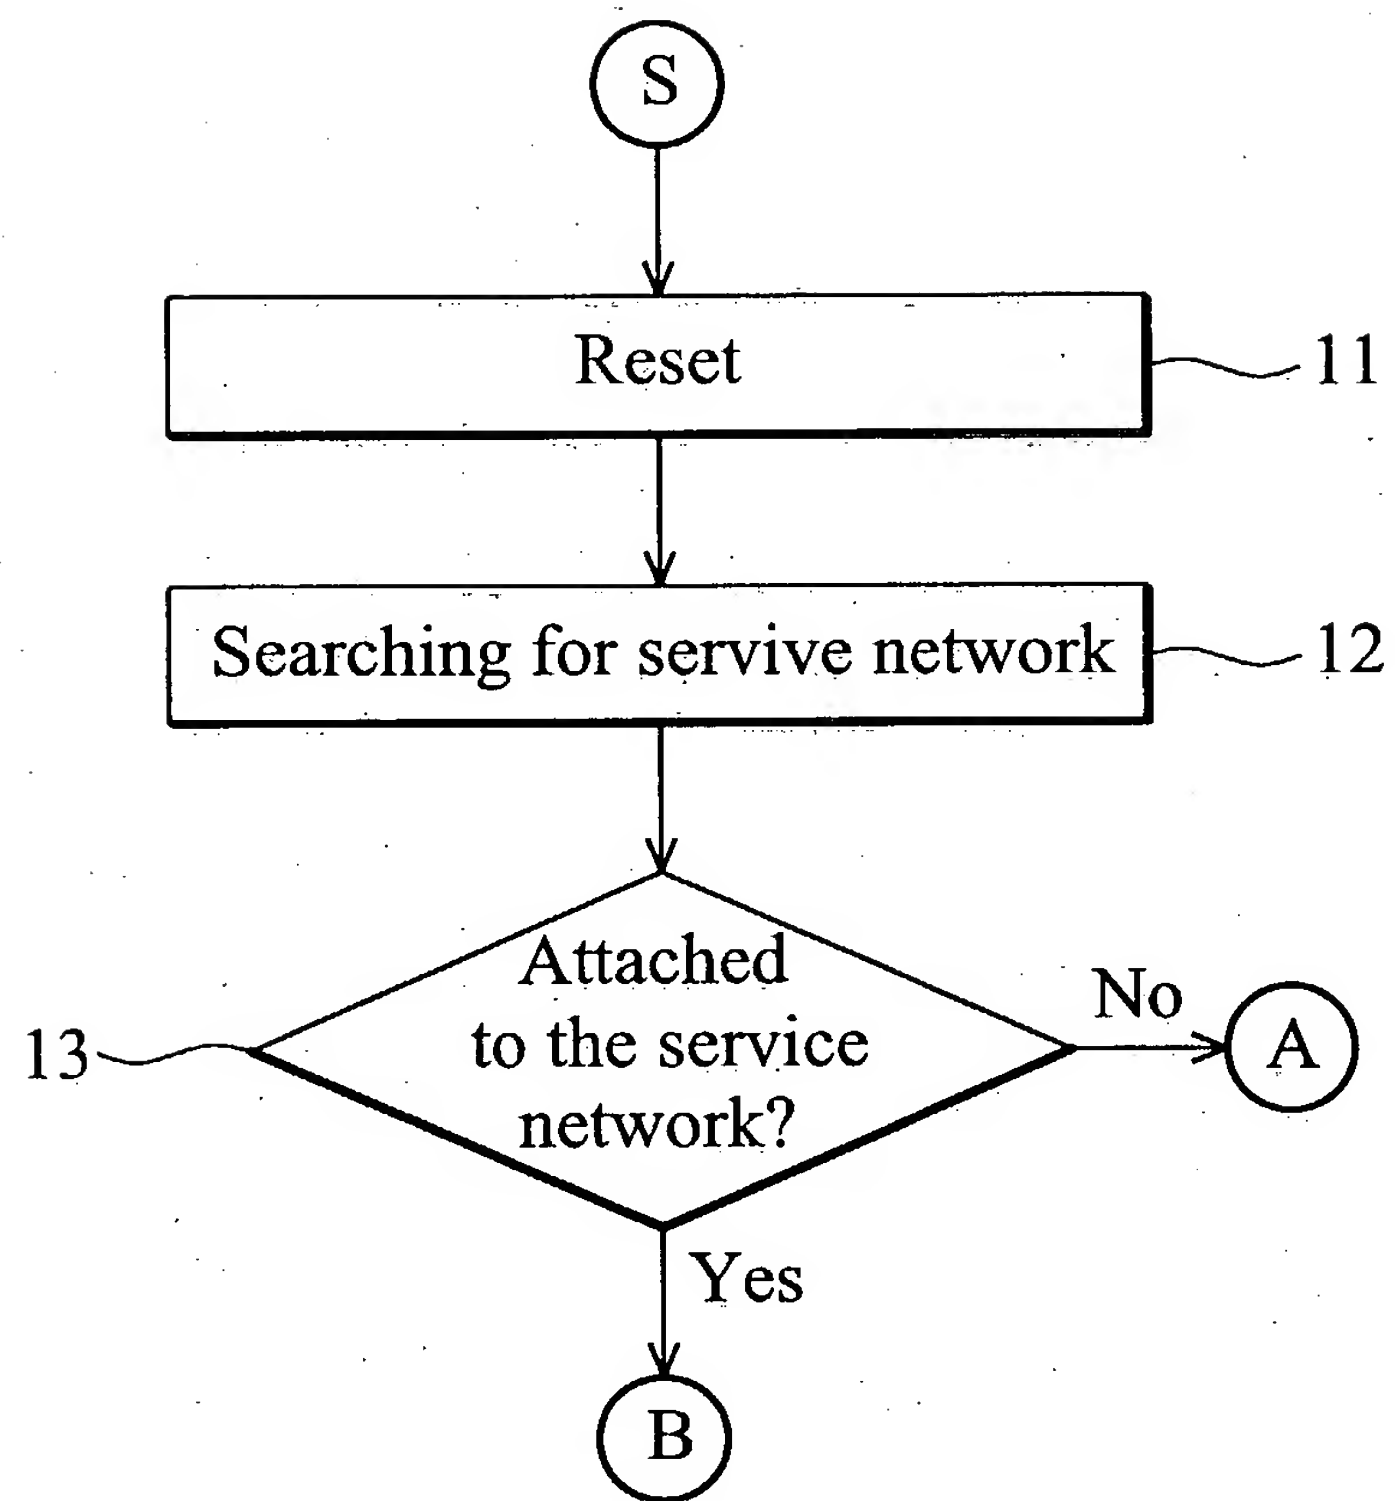 S
Reset
11
Searching for servive network
12
Attached
to the service
network?
13
No
A
Yes
B